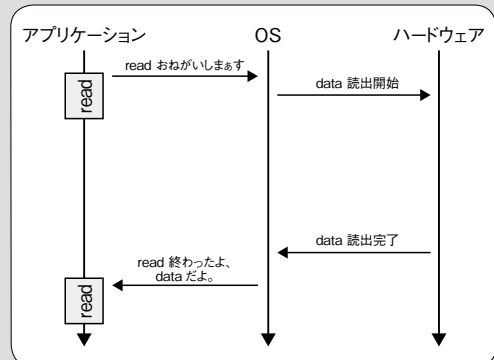 アプリケーション
OS
ハードウェア
read おねがいしまぁす
read
data 読出開始
data 読出完了
read 終わったよ、
data だよ。
read